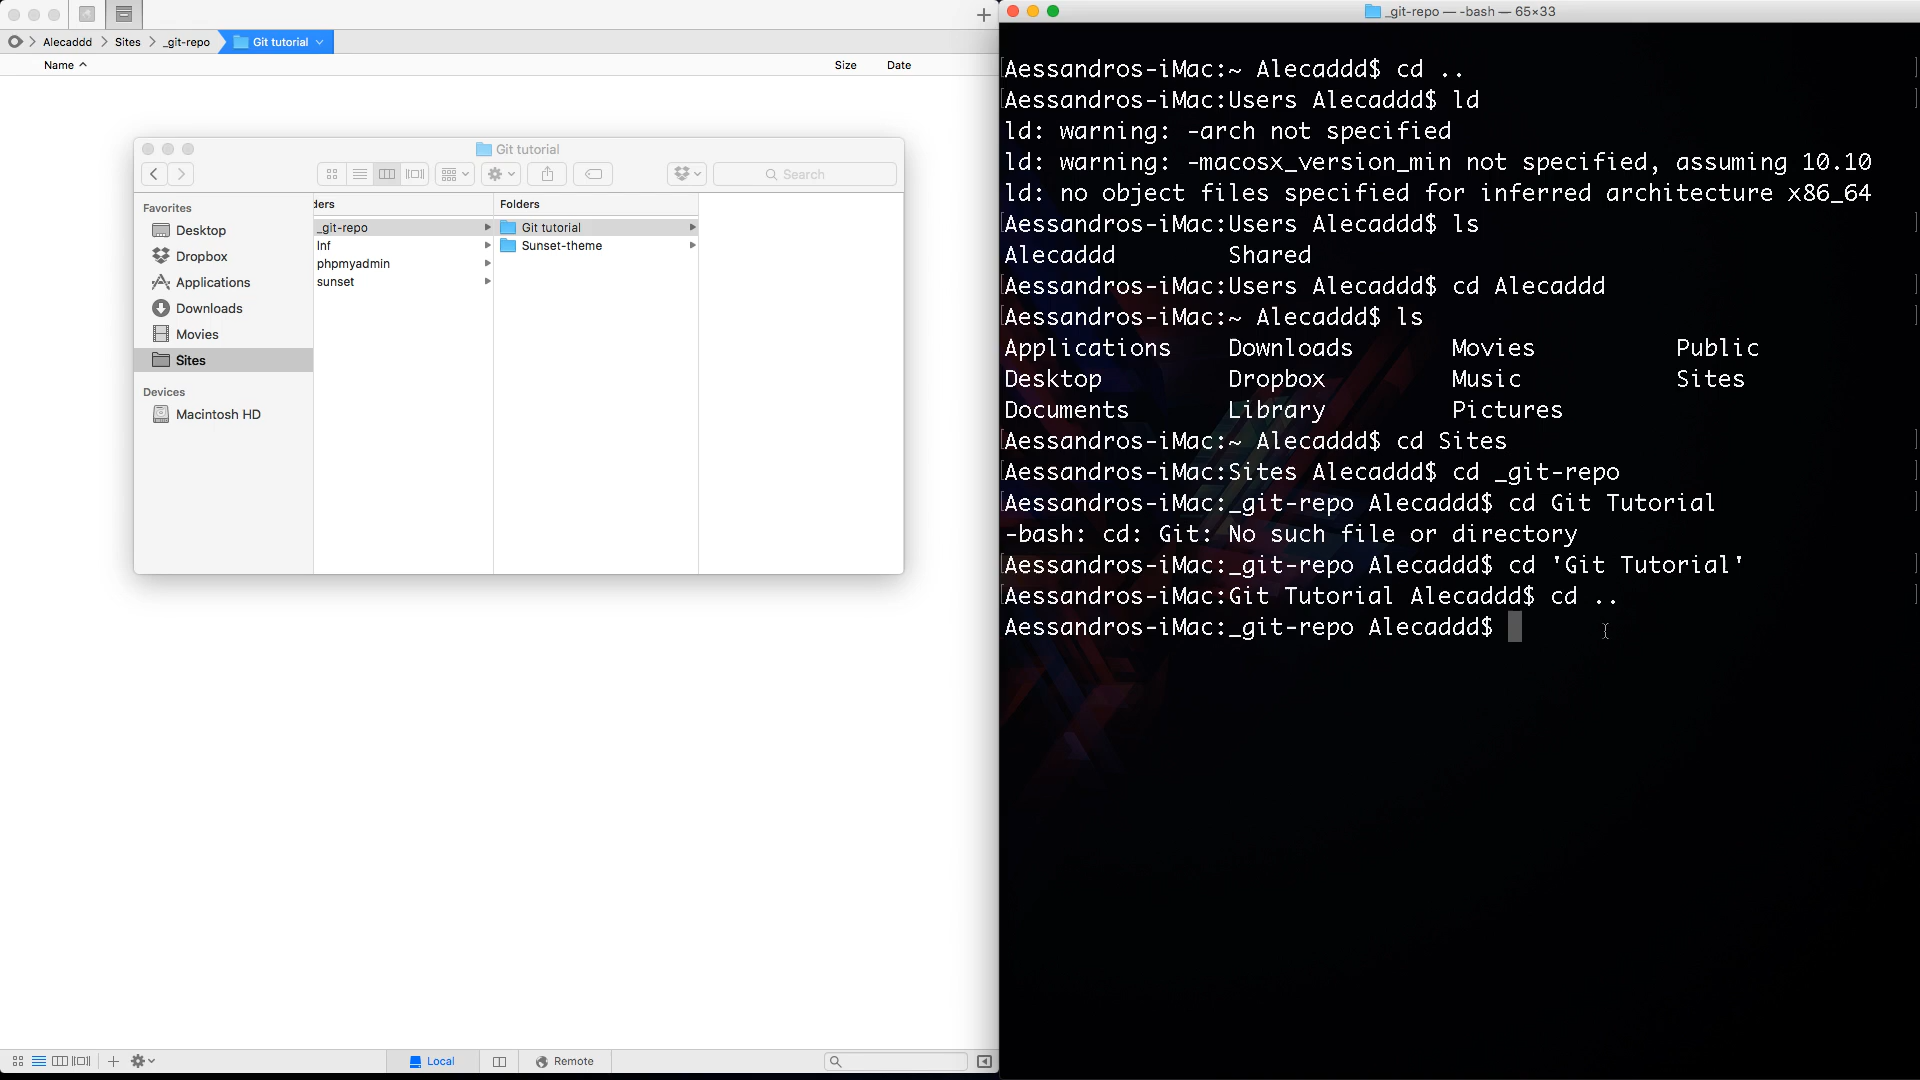 Alecaddd
Sites
_git-repo
Git tutorial
Name
Size
Date
Git tutorial
Search
Favorites
Desktop
Dropbox
Applications
Downloads
Movies
Sites
Devices
Macintosh HD
ders
_git-repo
Inf
phpmyadmin
sunset
Folders
Git tutorial
Sunset-theme
Local
Remote
_git-repo — -bash — 65×33
Aessandros-iMac:~ Alecaddd$ cd ..
Aessandros-iMac:Users Alecaddd$ ld
ld: warning: -arch not specified
ld: warning: -macosx_version_min not specified, assuming 10.10
ld: no object files specified for inferred architecture x86_64
Aessandros-iMac:Users Alecaddd$ ls
Alecaddd Shared
Aessandros-iMac:Users Alecaddd$ cd Alecaddd
Aessandros-iMac:~ Alecaddd$ ls
Applications Downloads Movies Public
Desktop Dropbox Music Sites
Documents Library Pictures
Aessandros-iMac:~ Alecaddd$ cd Sites
Aessandros-iMac:Sites Alecaddd$ cd _git-repo
Aessandros-iMac:_git-repo Alecaddd$ cd Git Tutorial
-bash: cd: Git: No such file or directory
Aessandros-iMac:_git-repo Alecaddd$ cd 'Git Tutorial'
Aessandros-iMac:Git Tutorial Alecaddd$ cd ..
Aessandros-iMac:_git-repo Alecaddd$